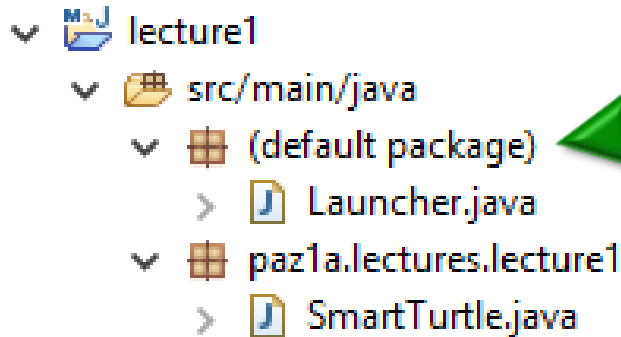 lecture1
src/main/java
(default package)
Launcher.java
paz1a.lectures.lecture1
SmartTurtle.java